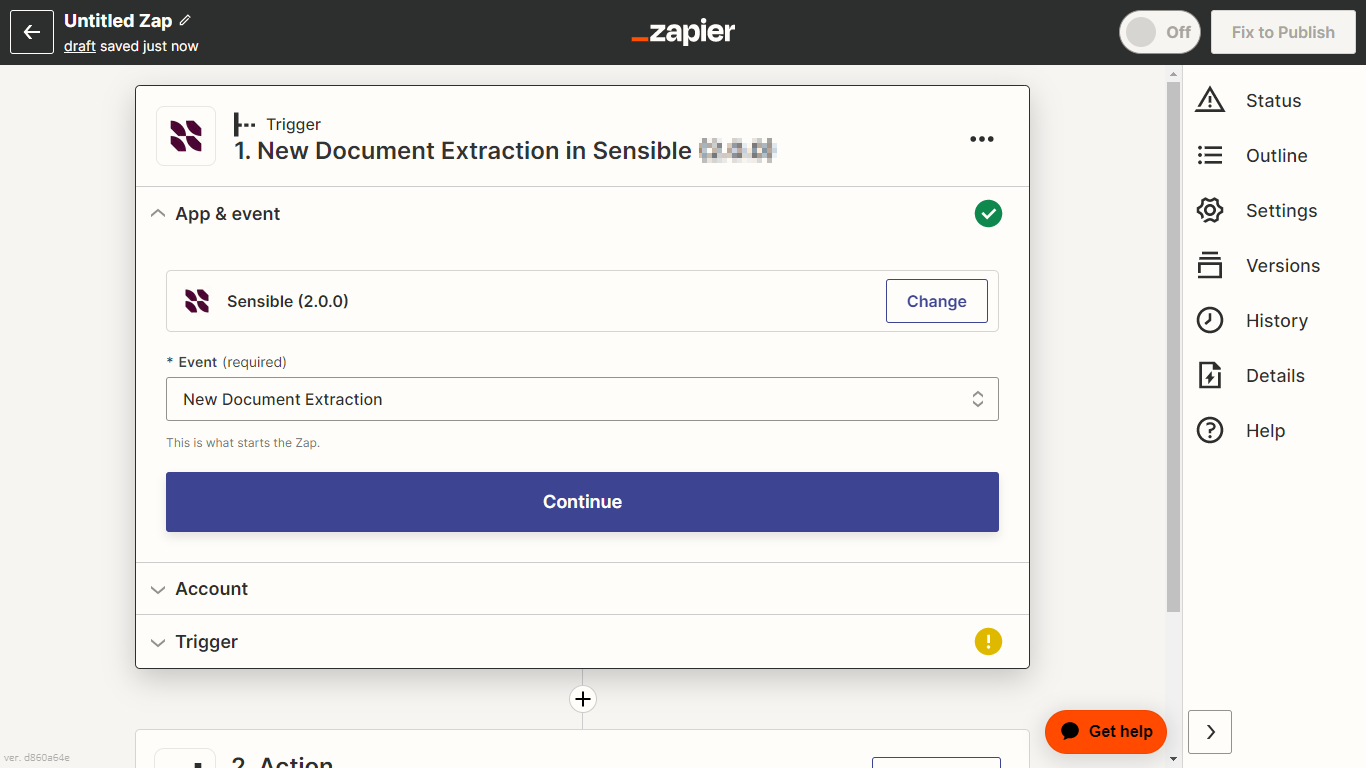 Untitled Zap
draft saved just now
zapier
Off
Fix to Publish
Trigger
1. New Document Extraction in Sensible
App & event
Sensible (2.0.0)
Change
* Event (required)
New Document Extraction
This is what starts the Zap.
Continue
Account
Trigger
2. Action
Status
Outline
Settings
Versions
History
Details
Help
Get help
ver. d860a64e